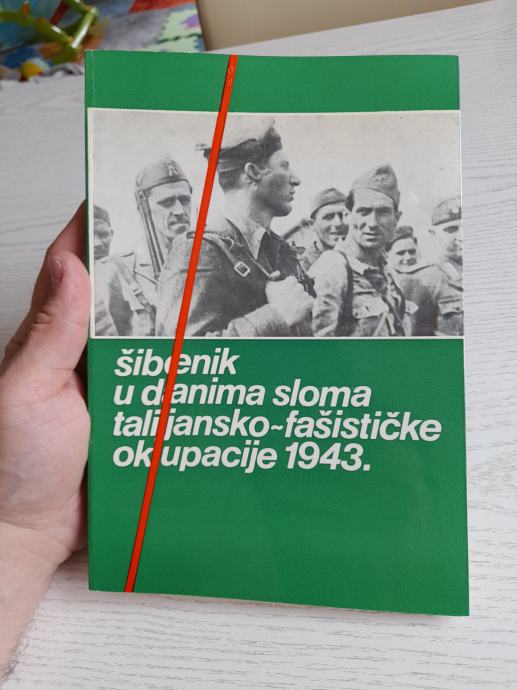 šibenik
u danima sloma
talijansko-fašističke
okupacije 1943.